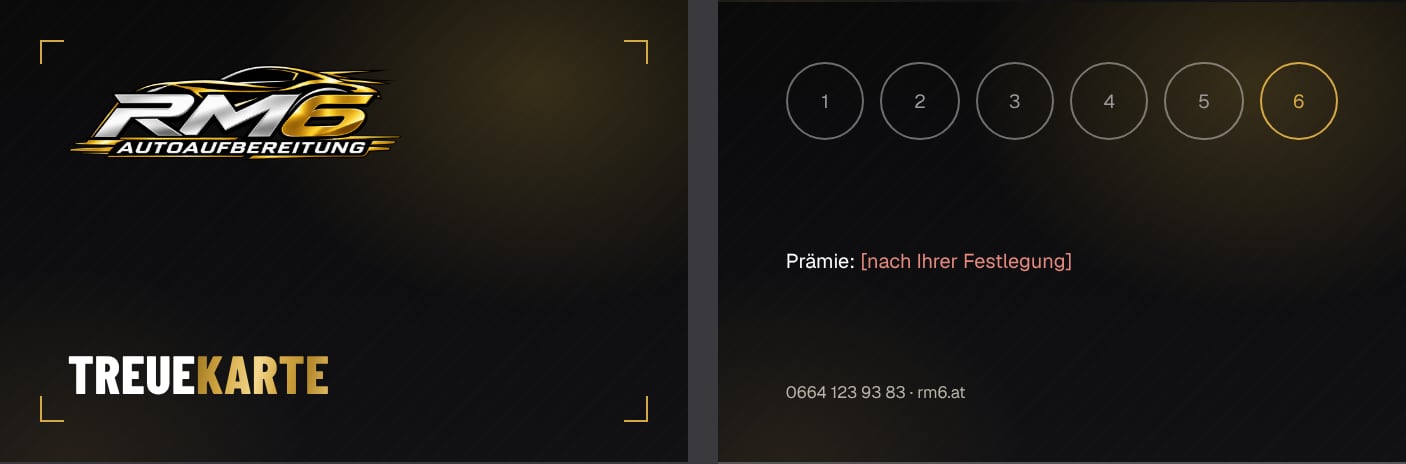 RM6
AUTOAUFBEREITUNG
TREUEKARTE
1 2 3 4 5 6
Prämie: [nach Ihrer Festlegung]
0664 123 93 83 · rm6.at